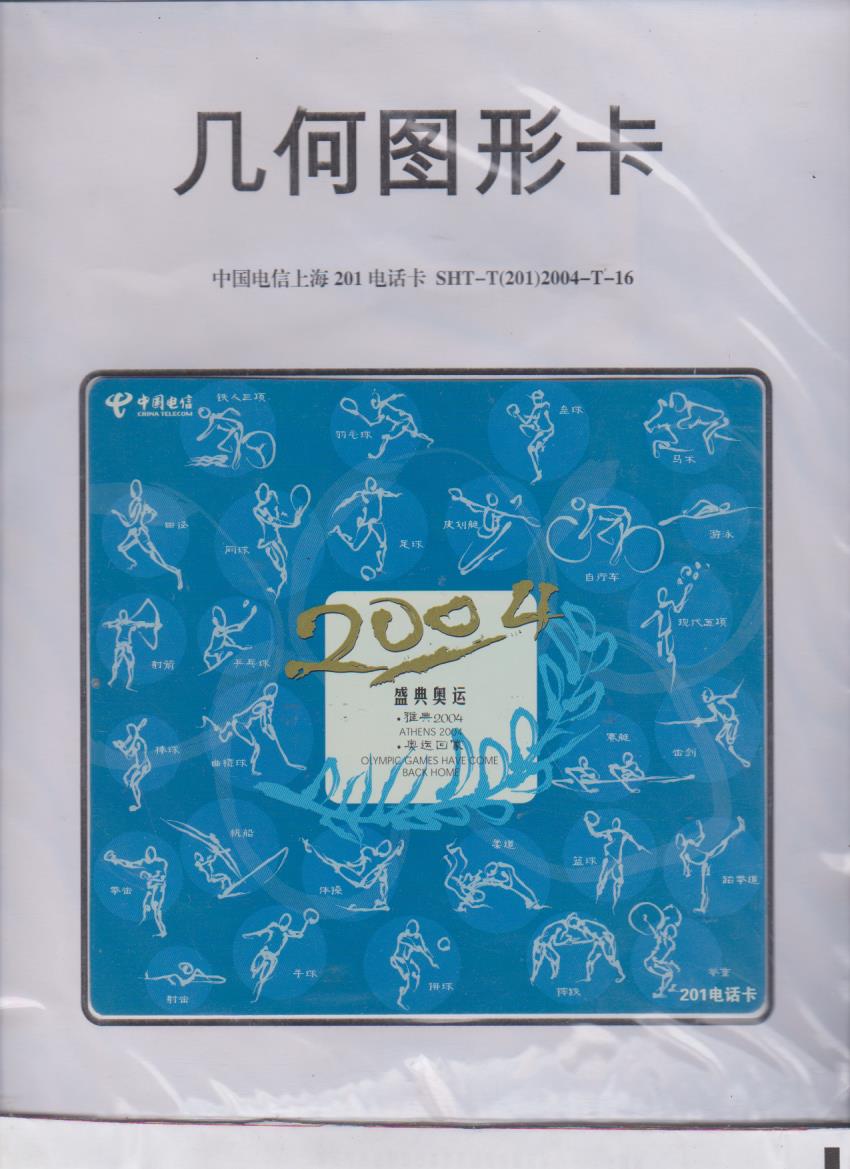 几何图形卡
中国电信上海 201 电话卡 SHT-T(201)2004-T-16
中国电信
CHINA TELECOM
铁人三项
羽毛球
垒球
马术
田径
网球
足球
皮划艇
自行车
游泳
射箭
乒乓球
现代五项
2004
盛典奥运
·雅典2004
ATHENS 2004
·奥运回家
OLYMPIC GAMES HAVE COME
BACK HOME
棒球
曲棍球
赛艇
击剑
拳击
帆船
体操
柔道
篮球
跆拳道
射击
手球
排球
摔跤
举重
201电话卡